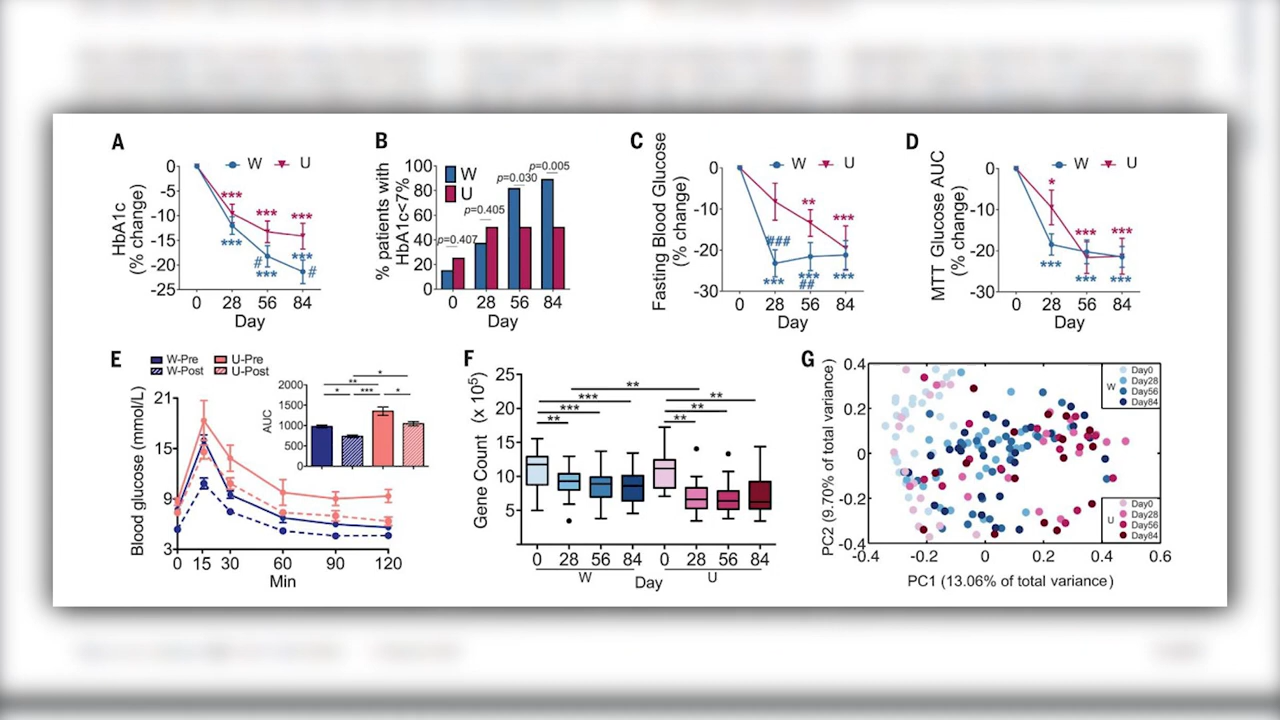 A
W U
HbA1c
(% change)
0
-5
-10
-15
-20
-25
***
***
***
***
***
***
#
#
0 28 56 84
Day
B
% patients with
HbA1c<7%
100
80
60
40
20
0
W
U
p=0.407
p=0.405
p=0.030
p=0.005
0 28 56 84
Day
C
W U
Fasting Blood Glucose
(% change)
0
-10
-20
-30
**
***
###
***
***
##
***
0 28 56 84
Day
D
W U
MTT Glucose AUC
(% change)
0
-10
-20
-30
*
***
***
***
***
***
0 28 56 84
Day
E
W-Pre U-Pre
W-Post U-Post
Blood glucose (mmol/L)
21
15
9
3
0 15 30 60 90 120
Min
AUC
2000
1500
1000
500
0
*
**
* *** *
F
Gene Count (x 10⁵)
25
20
15
10
5
**
***
***
**
**
**
**
0 28 56 84 0 28 56 84
W U
Day
G
PC2 (9.70% of total variance)
0.4
0.2
0
-0.2
-0.4
W
Day0
Day28
Day56
Day84
U
Day0
Day28
Day56
Day84
-0.4 -0.2 0 0.2 0.4 0.6
PC1 (13.06% of total variance)